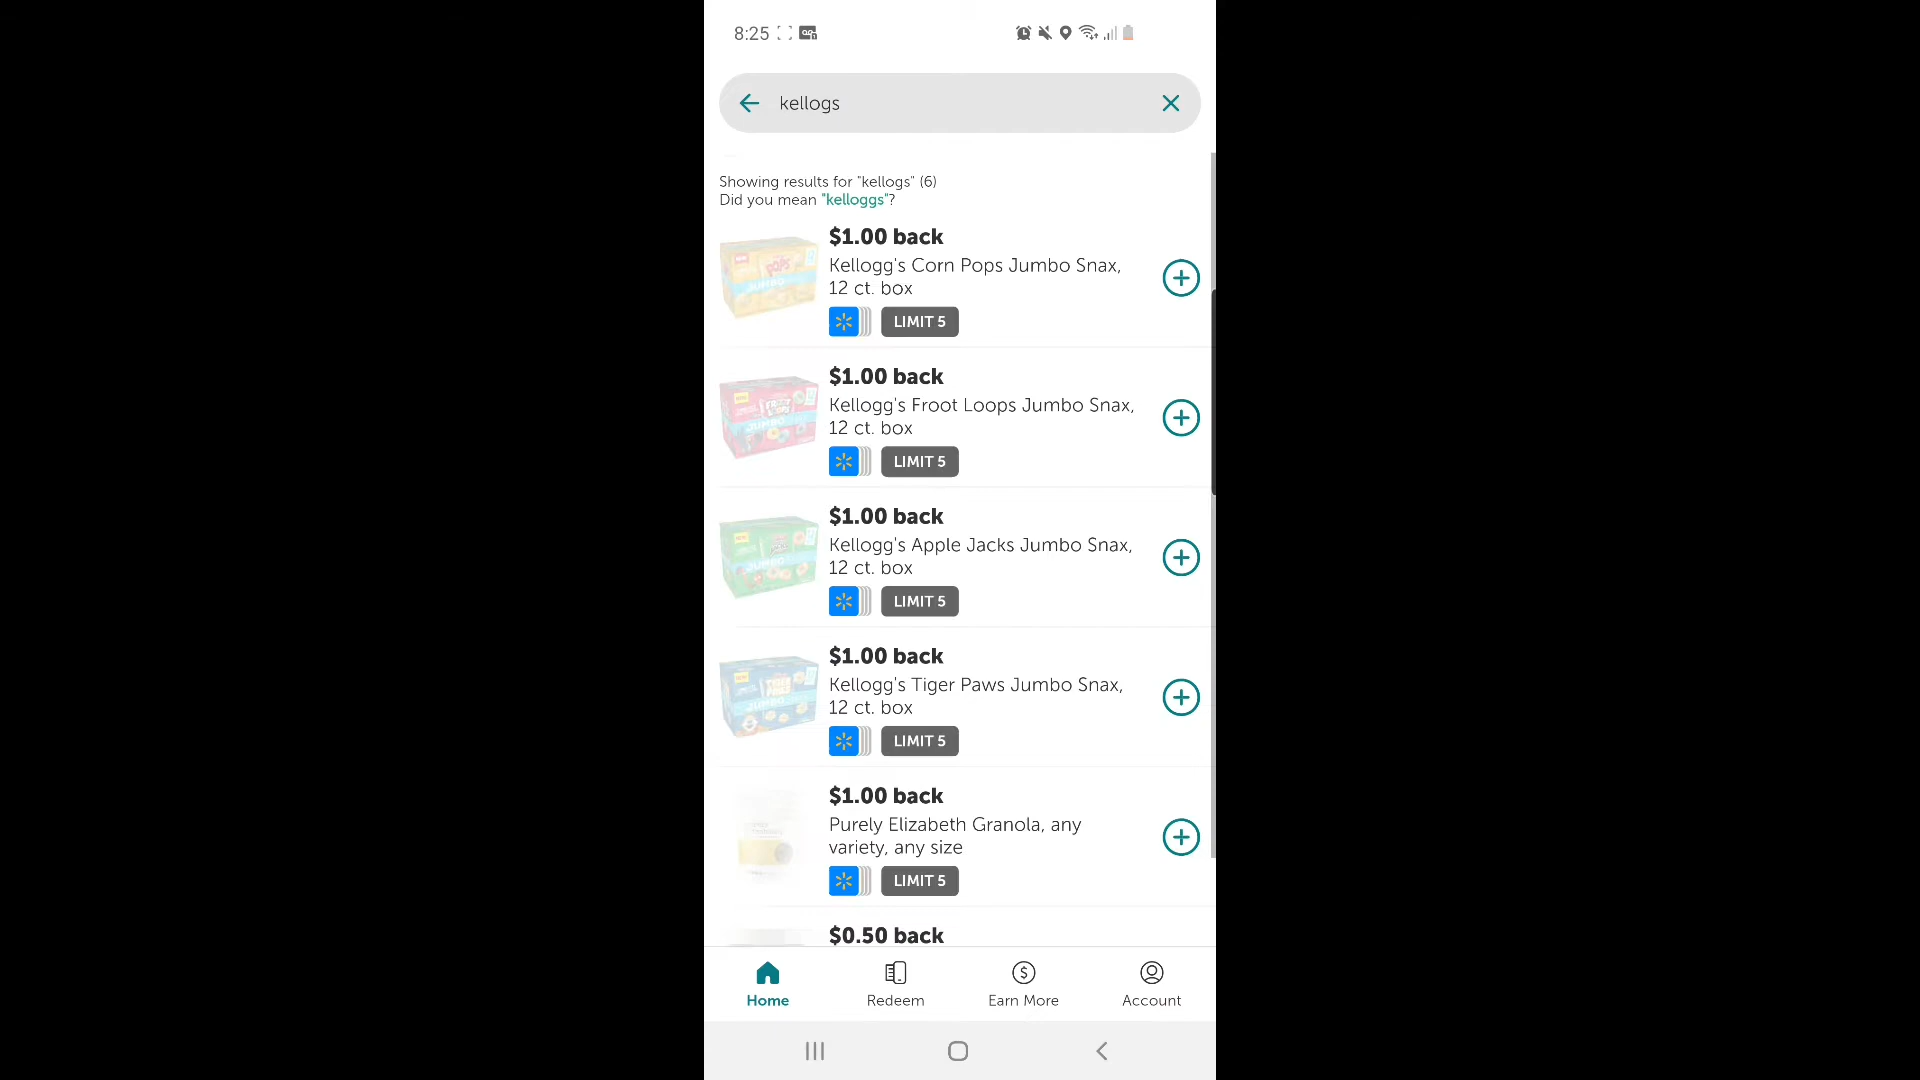 8:25
kellogs
Showing results for "kellogs" (6)
Did you mean "kelloggs"?
$1.00 back
Kellogg's Corn Pops Jumbo Snax,
12 ct. box
LIMIT 5
$1.00 back
Kellogg's Froot Loops Jumbo Snax,
12 ct. box
LIMIT 5
$1.00 back
Kellogg's Apple Jacks Jumbo Snax,
12 ct. box
LIMIT 5
$1.00 back
Kellogg's Tiger Paws Jumbo Snax,
12 ct. box
LIMIT 5
$1.00 back
Purely Elizabeth Granola, any
variety, any size
LIMIT 5
$0.50 back
Home
Redeem
Earn More
Account